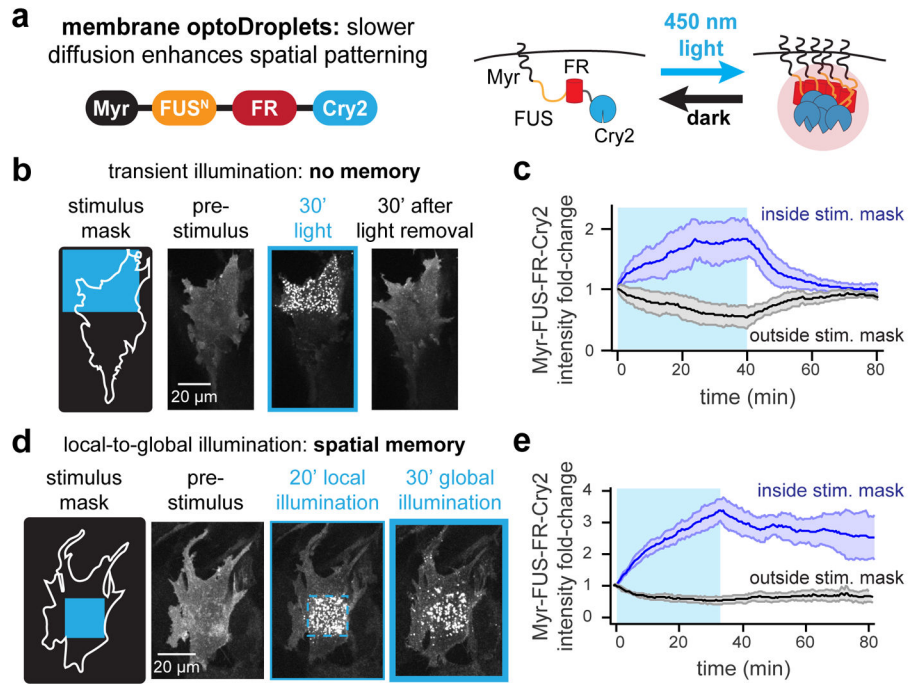 a
membrane optoDroplets: slower
diffusion enhances spatial patterning
Myr FUSᴺ FR Cry2
Myr
FUS
FR
Cry2
450 nm
light
dark
b
transient illumination: no memory
stimulus
mask
pre-
stimulus
30'
light
30' after
light removal
20 µm
c
Myr-FUS-FR-Cry2
intensity fold-change
2
1
0
inside stim. mask
outside stim. mask
0 20 40 60 80
time (min)
d
local-to-global illumination: spatial memory
stimulus
mask
pre-
stimulus
20' local
illumination
30' global
illumination
20 µm
e
Myr-FUS-FR-Cry2
intensity fold-change
4
3
2
1
0
inside stim. mask
outside stim. mask
0 20 40 60 80
time (min)